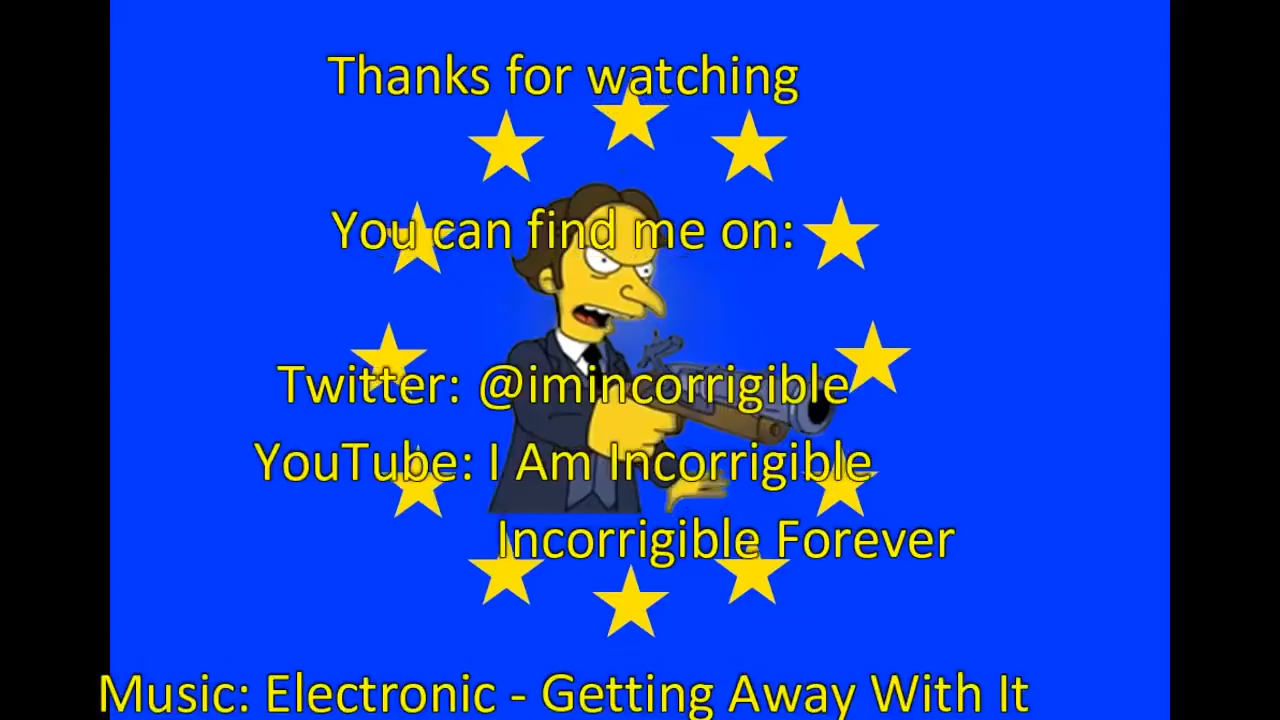 Thanks for watching
You can find me on:
Twitter: @imincorrigible
YouTube: I Am Incorrigible
Incorrigible Forever
Music: Electronic - Getting Away With It